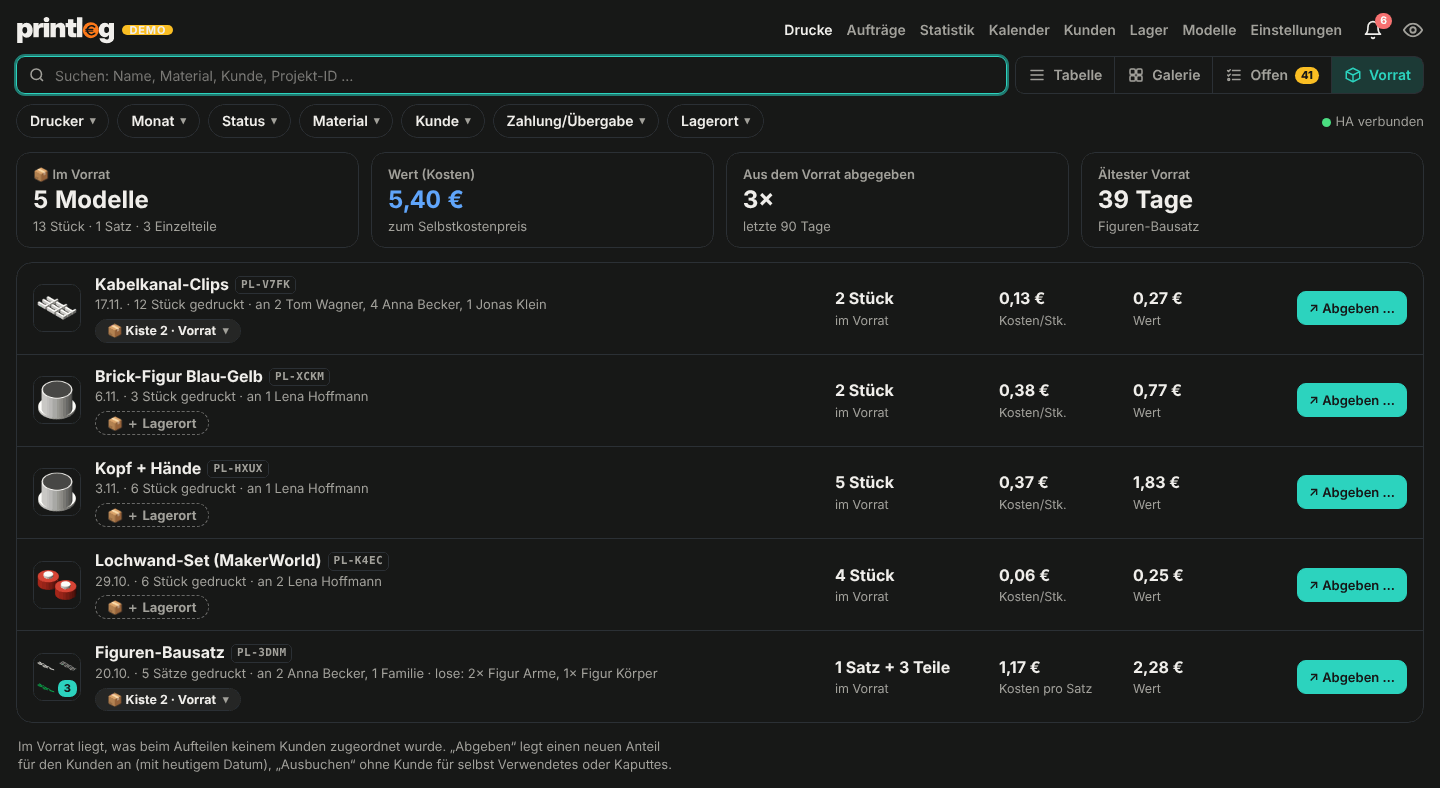 printlog DEMO
Drucke Aufträge Statistik Kalender Kunden Lager Modelle Einstellungen 6
Suchen: Name, Material, Kunde, Projekt-ID ...
Tabelle Galerie Offen 41 Vorrat
Drucker ▾ Monat ▾ Status ▾ Material ▾ Kunde ▾ Zahlung/Übergabe ▾ Lagerort ▾
HA verbunden
Im Vorrat
5 Modelle
13 Stück · 1 Satz · 3 Einzelteile
Wert (Kosten)
5,40 €
zum Selbstkostenpreis
Aus dem Vorrat abgegeben
3×
letzte 90 Tage
Ältester Vorrat
39 Tage
Figuren-Bausatz
Kabelkanal-Clips PL-V7FK
17.11. · 12 Stück gedruckt · an 2 Tom Wagner, 4 Anna Becker, 1 Jonas Klein
Kiste 2 · Vorrat ▾
2 Stück
im Vorrat
0,13 €
Kosten/Stk.
0,27 €
Wert
↗ Abgeben ...
Brick-Figur Blau-Gelb PL-XCKM
6.11. · 3 Stück gedruckt · an 1 Lena Hoffmann
+ Lagerort
2 Stück
im Vorrat
0,38 €
Kosten/Stk.
0,77 €
Wert
↗ Abgeben ...
Kopf + Hände PL-HXUX
3.11. · 6 Stück gedruckt · an 1 Lena Hoffmann
+ Lagerort
5 Stück
im Vorrat
0,37 €
Kosten/Stk.
1,83 €
Wert
↗ Abgeben ...
Lochwand-Set (MakerWorld) PL-K4EC
29.10. · 6 Stück gedruckt · an 2 Lena Hoffmann
+ Lagerort
4 Stück
im Vorrat
0,06 €
Kosten/Stk.
0,25 €
Wert
↗ Abgeben ...
3
Figuren-Bausatz PL-3DNM
20.10. · 5 Sätze gedruckt · an 2 Anna Becker, 1 Familie · lose: 2× Figur Arme, 1× Figur Körper
Kiste 2 · Vorrat ▾
1 Satz + 3 Teile
im Vorrat
1,17 €
Kosten pro Satz
2,28 €
Wert
↗ Abgeben ...
Im Vorrat liegt, was beim Aufteilen keinem Kunden zugeordnet wurde. „Abgeben“ legt einen neuen Anteil
für den Kunden an (mit heutigem Datum), „Ausbuchen“ ohne Kunde für selbst Verwendetes oder Kaputtes.